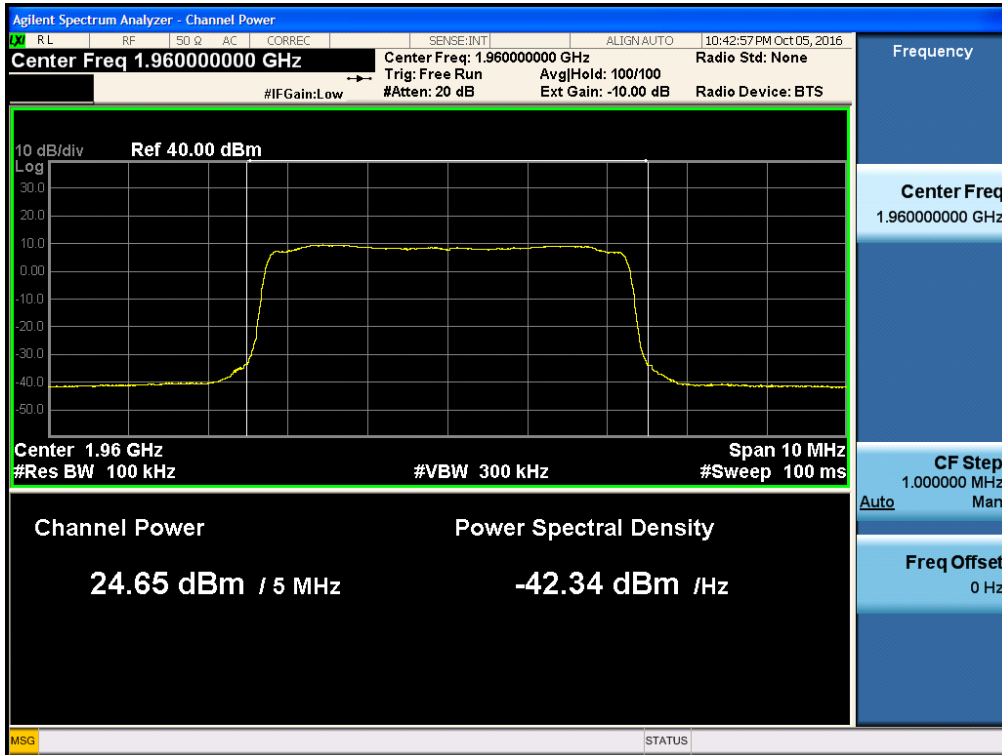 Agilent Spectrum Analyzer - Channel Power
LXI RL RF 50 Ω AC CORREC SENSE:INT ALIGN AUTO 10:42:57 PM Oct 05, 2016
Center Freq 1.960000000 GHz
Center Freq: 1.960000000 GHz
Radio Std: None
Trig: Free Run
Avg|Hold: 100/100
#IFGain:Low
#Atten: 20 dB
Ext Gain: -10.00 dB
Radio Device: BTS
10 dB/div
Ref 40.00 dBm
Log
30.0
20.0
10.0
0.00
-10.0
-20.0
-30.0
-40.0
-50.0
Center 1.96 GHz
Span 10 MHz
#Res BW 100 kHz
#VBW 300 kHz
#Sweep 100 ms
Channel Power
Power Spectral Density
24.65 dBm / 5 MHz
-42.34 dBm /Hz
MSG
STATUS
Frequency
Center Freq
1.960000000 GHz
CF Step
1.000000 MHz
Auto Man
Freq Offset
0 Hz